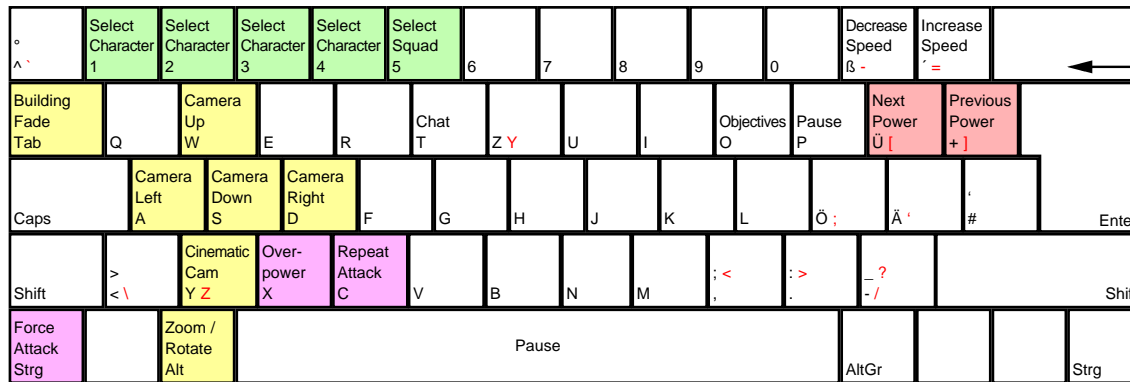 °
^ `
Select
Character
1
Select
Character
2
Select
Character
3
Select
Character
4
Select
Squad
5
6
7
8
9
0
Decrease
Speed
ß -
Increase
Speed
´ =
Building
Fade
Tab
Q
Camera
Up
W
E
R
Chat
T
Z Y
U
I
Objectives
O
Pause
P
Next
Power
Ü [
Previous
Power
+ ]
Caps
Camera
Left
A
Camera
Down
S
Camera
Right
D
F
G
H
J
K
L
Ö ;
Ä ‘
‘
#
Ente
Shift
>
< \
Cinematic
Cam
Y Z
Over-
power
X
Repeat
Attack
C
V
B
N
M
; <
,
: >
.
_ ?
- /
Shif
Force
Attack
Strg
Zoom /
Rotate
Alt
Pause
AltGr
Strg